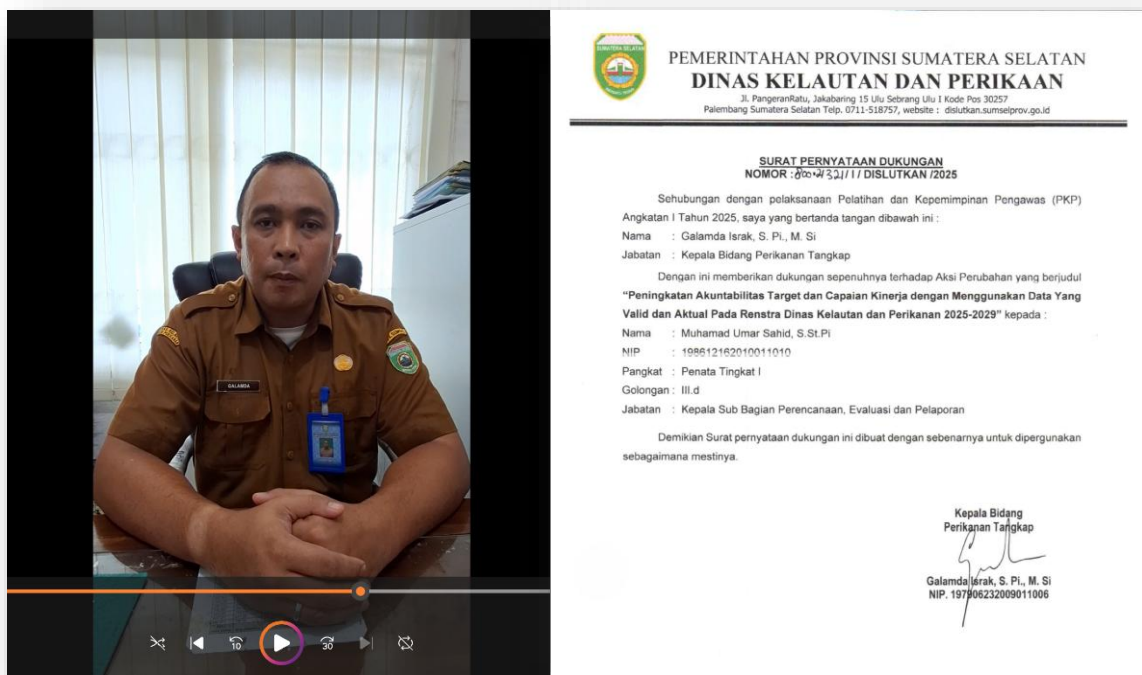 GALAMDA
10
30
SUMATERA SELATAN
PEMERINTAHAN PROVINSI SUMATERA SELATAN
DINAS KELAUTAN DAN PERIKAAN
Jl. PangeranRatu, Jakabaring 15 Ulu Sebrang Ulu I Kode Pos 30257
Palembang Sumatera Selatan Telp. 0711-518757, website : dislutkan.sumselprov.go.id
SURAT PERNYATAAN DUKUNGAN
NOMOR : / DISLUTKAN /2025
Sehubungan dengan pelaksanaan Pelatihan dan Kepemimpinan Pengawas (PKP)
Angkatan I Tahun 2025, saya yang bertanda tangan dibawah ini :
Nama : Galamda Israk, S. Pi., M. Si
Jabatan : Kepala Bidang Perikanan Tangkap
Dengan ini memberikan dukungan sepenuhnya terhadap Aksi Perubahan yang berjudul
“Peningkatan Akuntabilitas Target dan Capaian Kinerja dengan Menggunakan Data Yang
Valid dan Aktual Pada Renstra Dinas Kelautan dan Perikanan 2025-2029” kepada :
Nama : Muhamad Umar Sahid, S.St.Pi
NIP : 198612162010011010
Pangkat : Penata Tingkat I
Golongan : III.d
Jabatan : Kepala Sub Bagian Perencanaan, Evaluasi dan Pelaporan
Demikian Surat pernyataan dukungan ini dibuat dengan sebenarnya untuk dipergunakan
sebagaimana mestinya.
Kepala Bidang
Perikanan Tangkap
Galamda Israk, S. Pi., M. Si
NIP. 197906232009011006